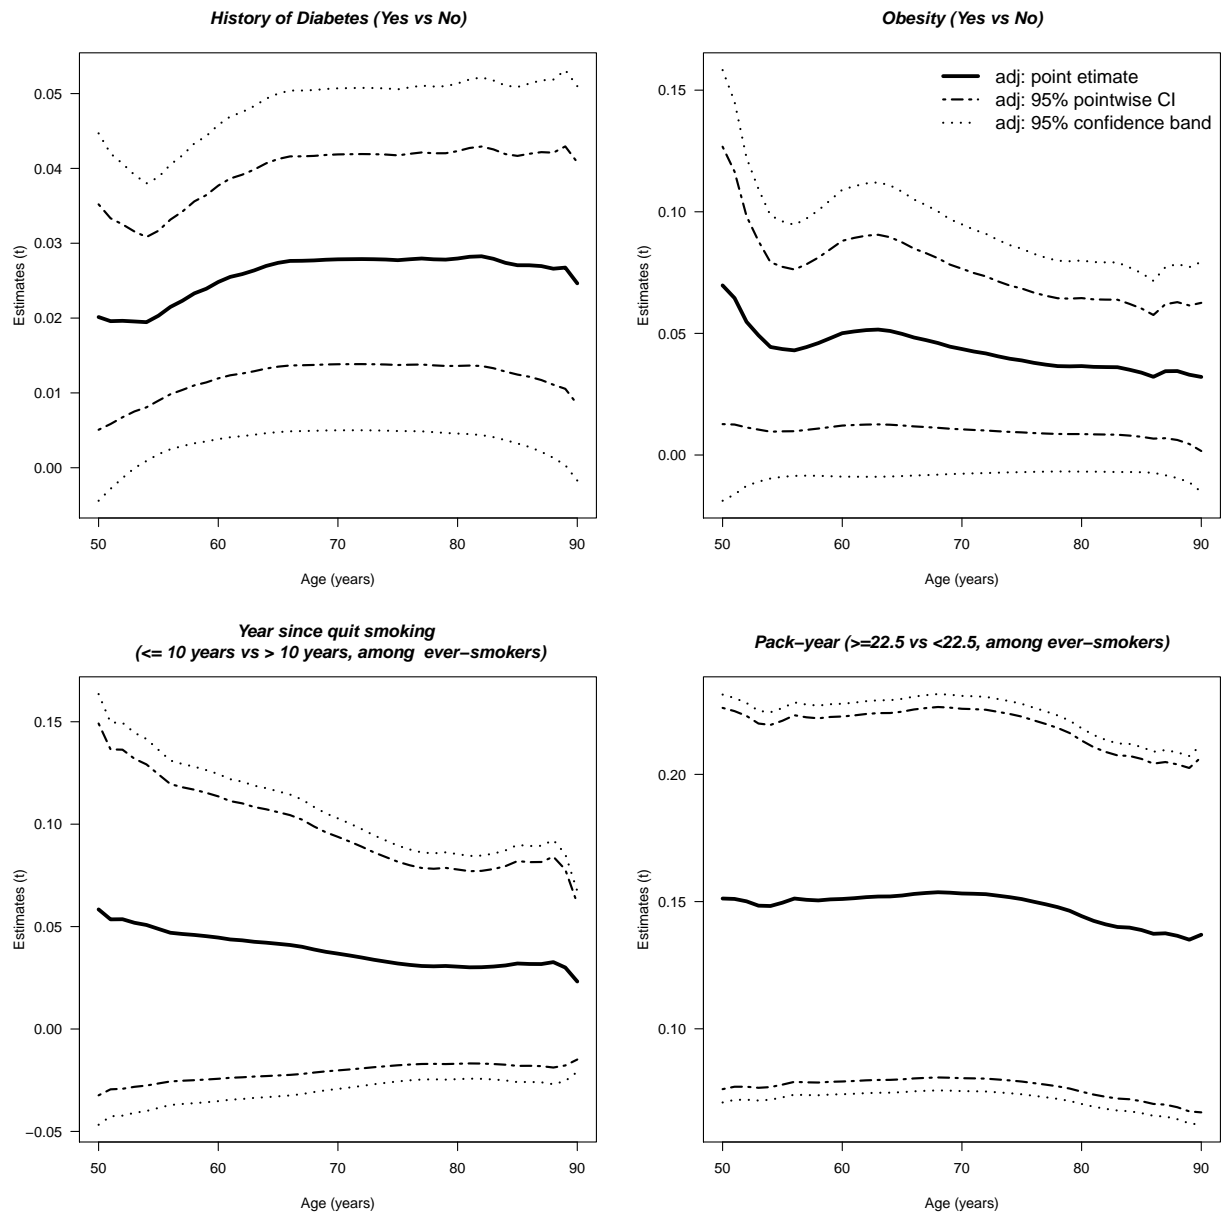 History of Diabetes (Yes vs No)
0.05
0.04
0.03
0.02
0.01
0.00
Estimates (t)
50 60 70 80 90
Age (years)
Obesity (Yes vs No)
adj: point etimate
adj: 95% pointwise CI
adj: 95% confidence band
0.15
0.10
0.05
0.00
Estimates (t)
50 60 70 80 90
Age (years)
Year since quit smoking
(<= 10 years vs > 10 years, among ever−smokers)
0.15
0.10
0.05
0.00
−0.05
Estimates (t)
50 60 70 80 90
Age (years)
Pack−year (>=22.5 vs <22.5, among ever−smokers)
0.20
0.15
0.10
Estimates (t)
50 60 70 80 90
Age (years)